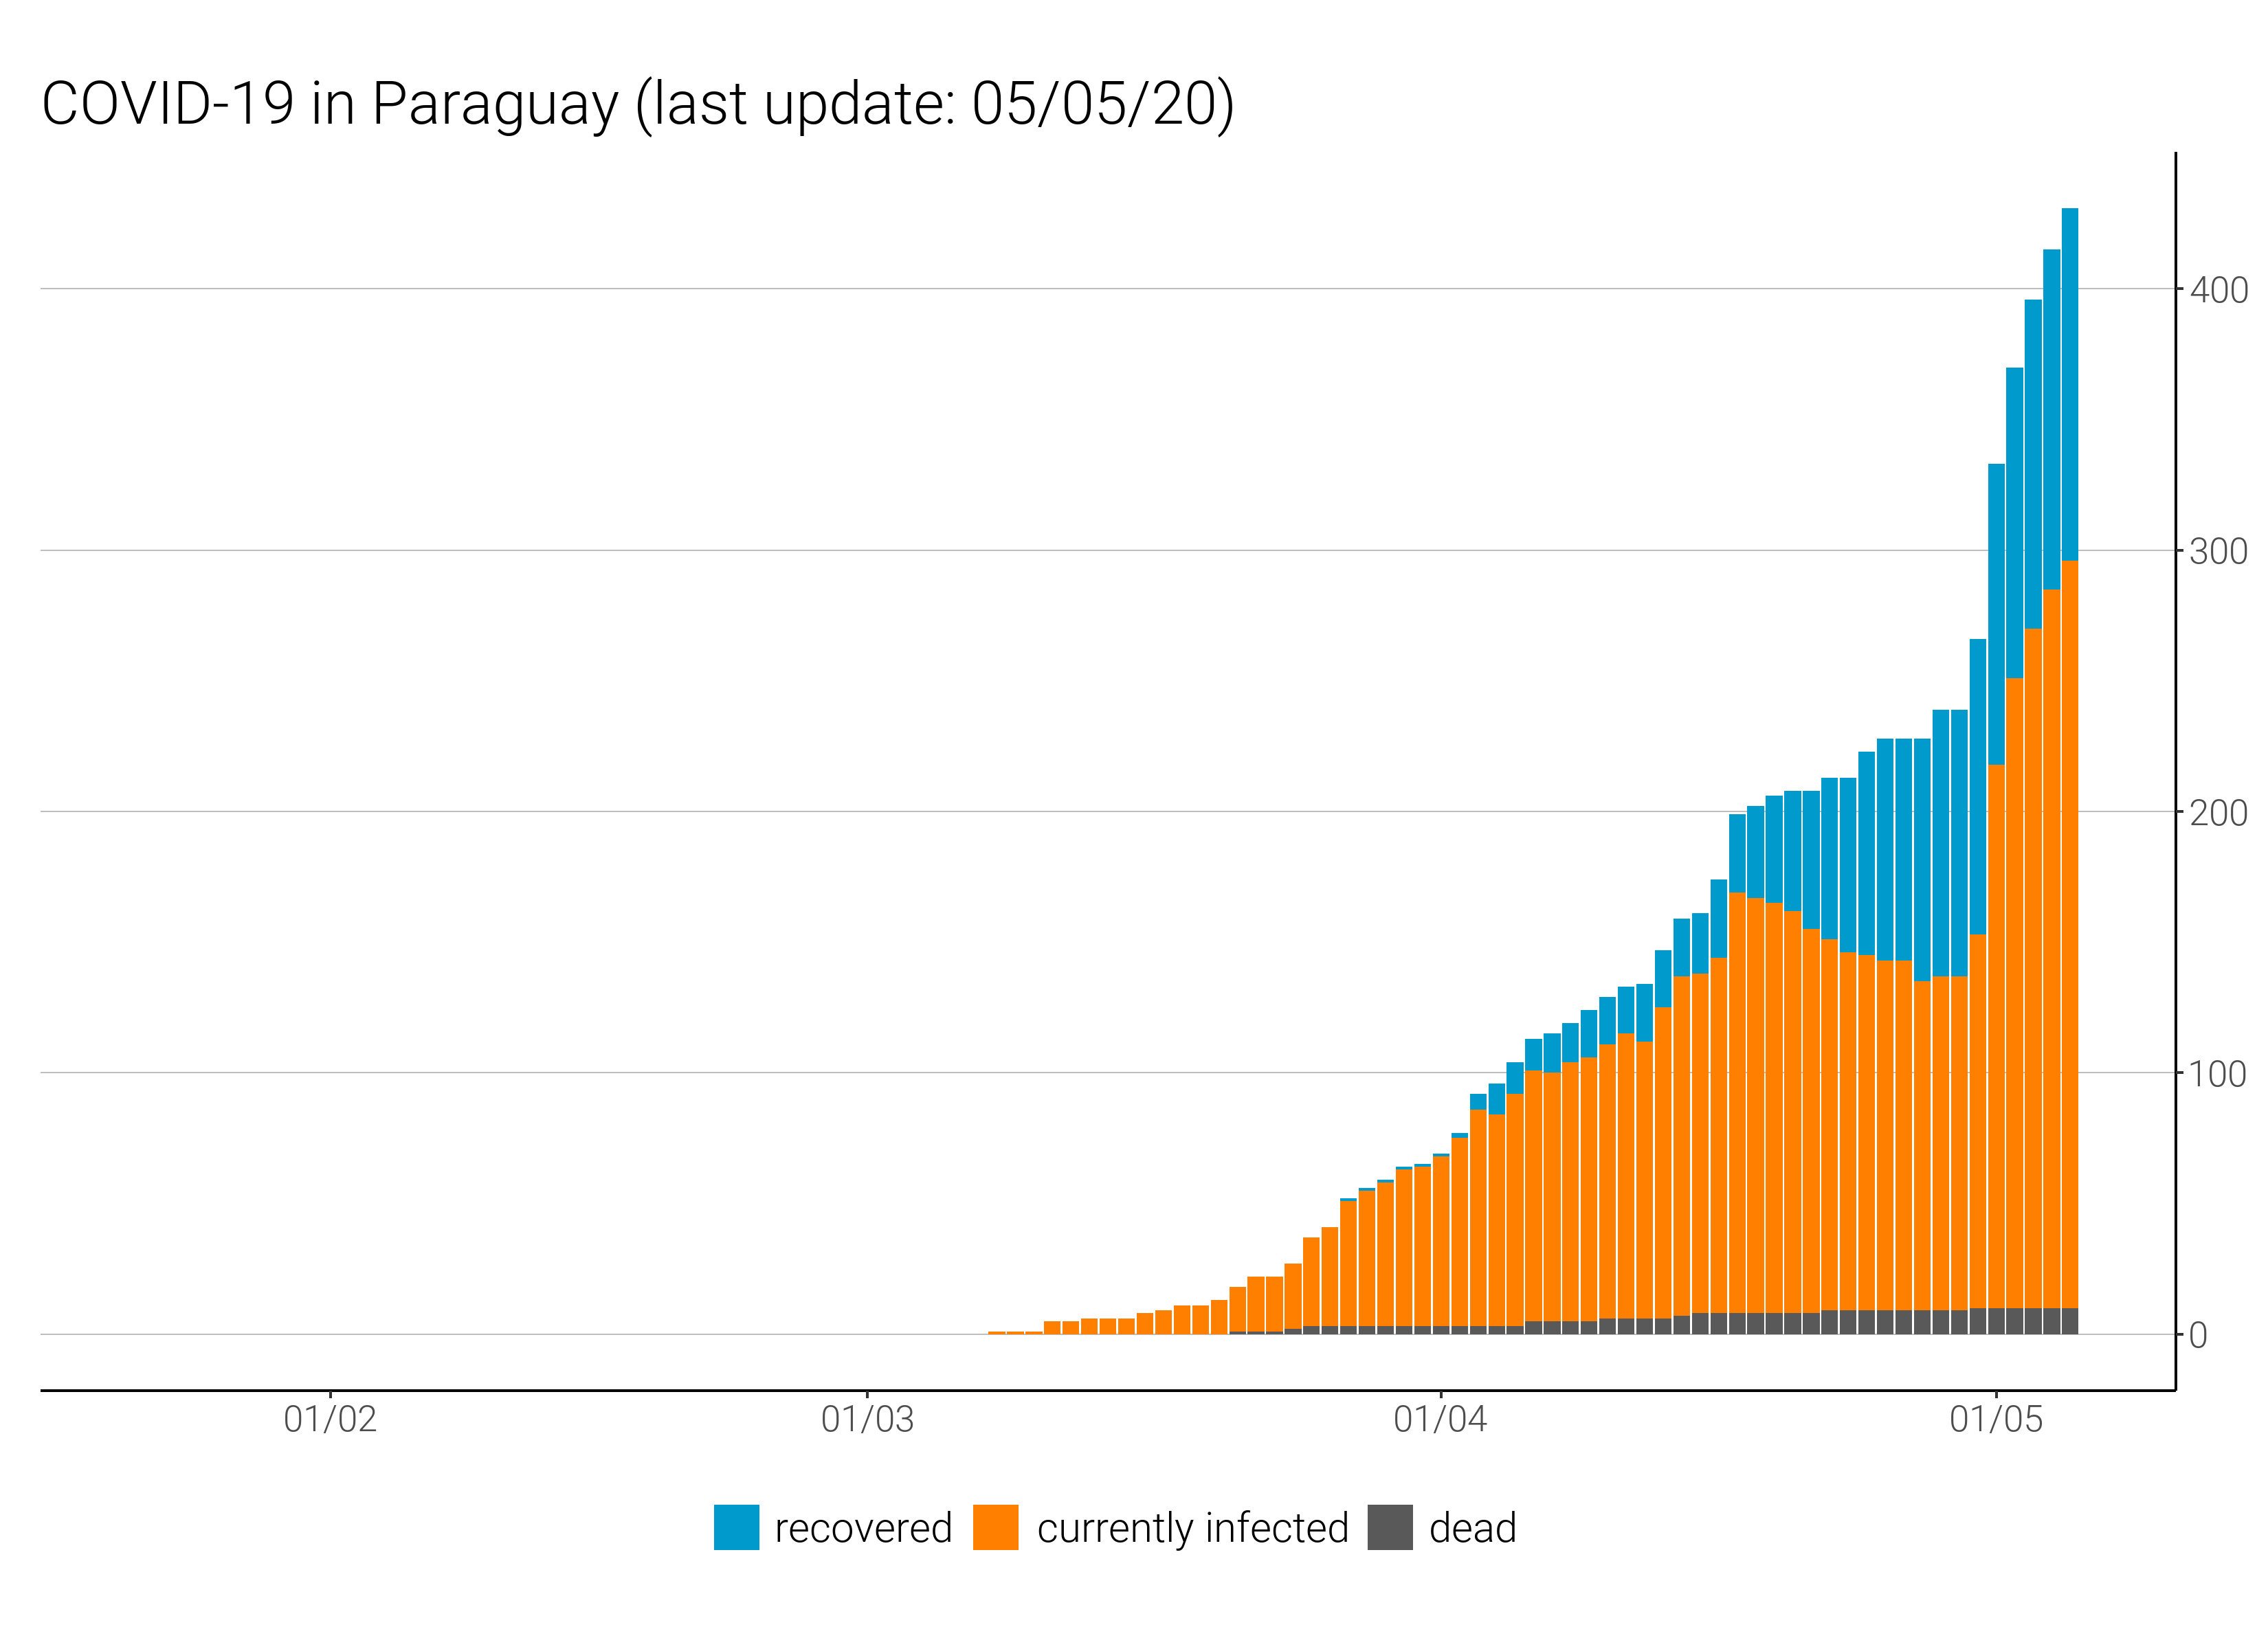 COVID-19 in Paraguay (last update: 05/05/20)
400
300
200
100
0
01/02 01/03 01/04 01/05
recovered currently infected dead